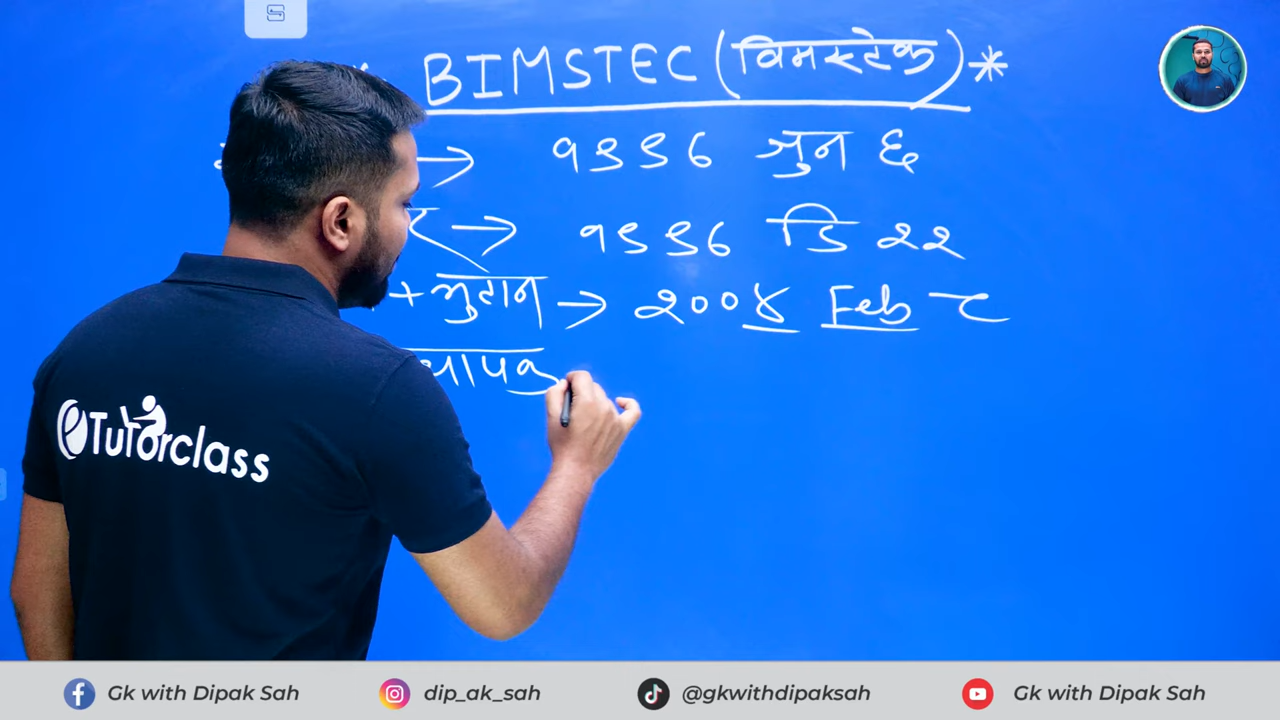 BIMSTEC (विमस्टेक) *
→ १९९७ जुन ६
→ १९९७ डि २२
+ भुटान → २००४ Feb ८
थापक
eTutorclass
Gk with Dipak Sah dip_ak_sah @gkwithdipaksah Gk with Dipak Sah